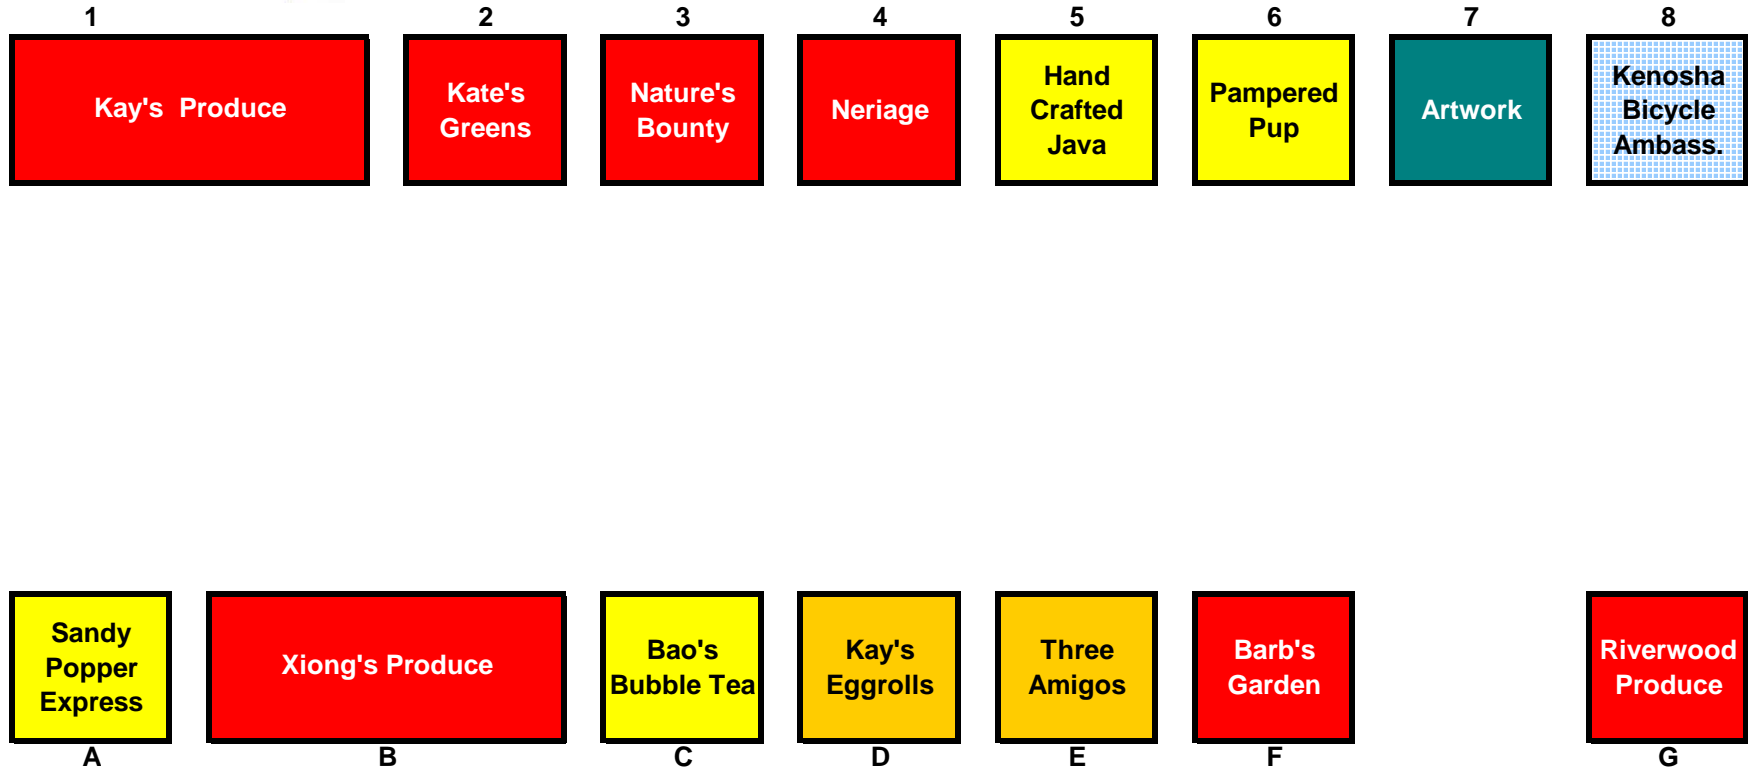 1 2 3 4 5 6 7 8
Kay's Produce
Kate's
Greens
Nature's
Bounty
Neriage
Hand
Crafted
Java
Pampered
Pup
Artwork
Kenosha
Bicycle
Ambass.
Sandy
Popper
Express
Xiong's Produce
Bao's
Bubble Tea
Kay's
Eggrolls
Three
Amigos
Barb's
Garden
Riverwood
Produce
A B C D E F G